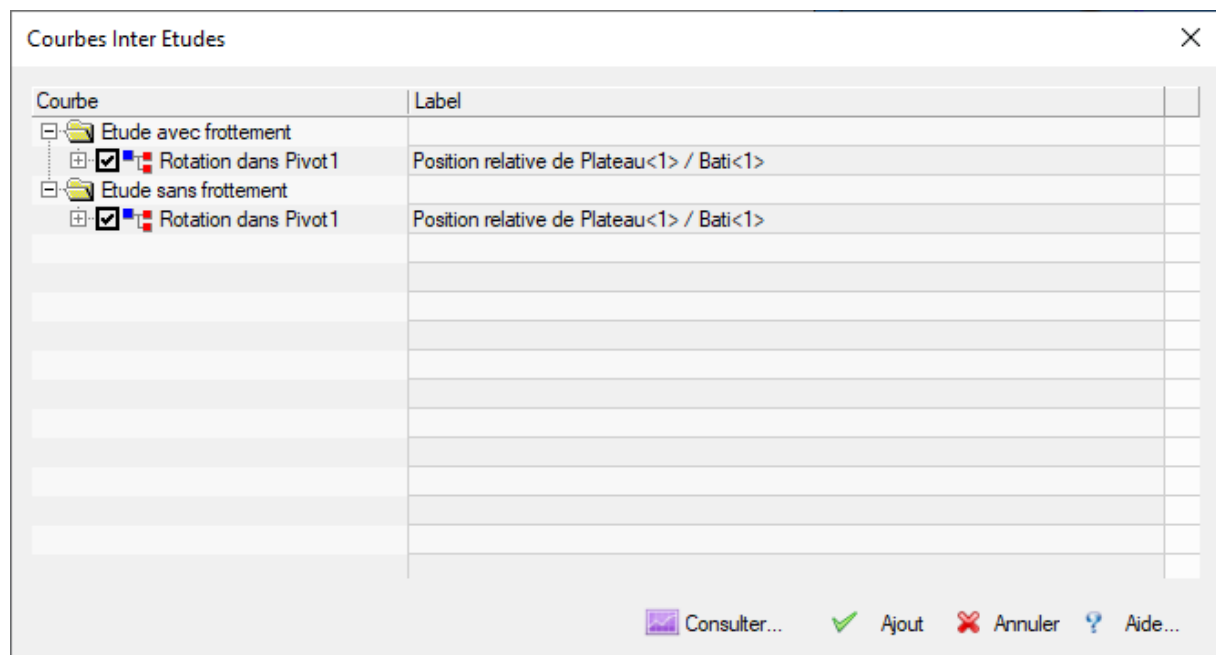 Courbes Inter Etudes
Courbe Label
Etude avec frottement
Rotation dans Pivot1 Position relative de Plateau<1> / Bati<1>
Etude sans frottement
Rotation dans Pivot1 Position relative de Plateau<1> / Bati<1>
Consulter... Ajout Annuler Aide...